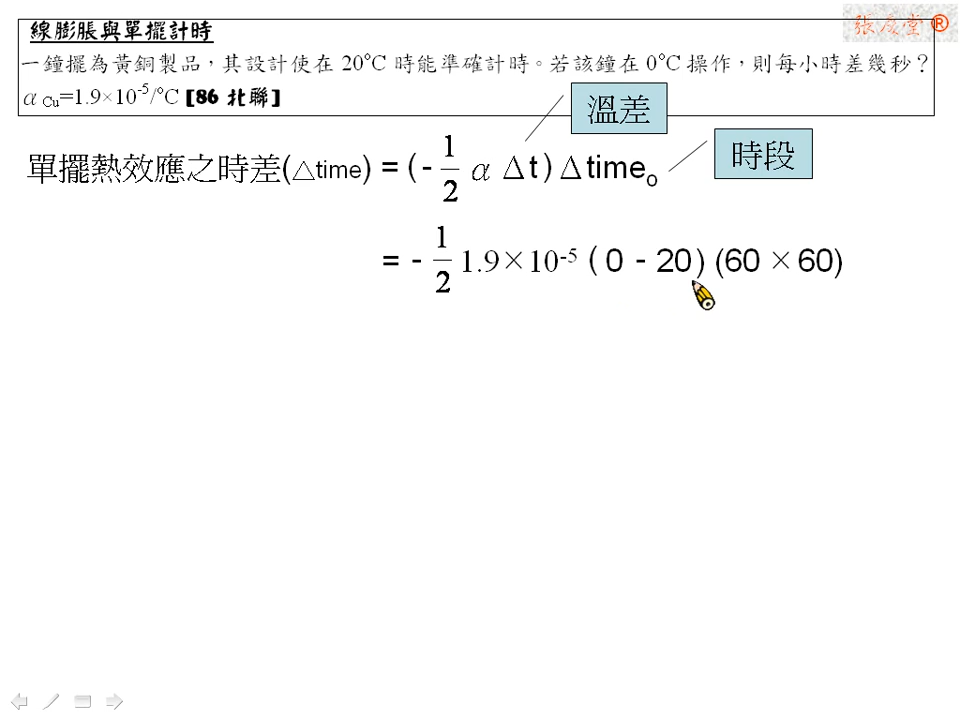 張成堂®
線膨脹與單擺計時
一鐘擺為黃銅製品，其設計使在 20°C 時能準確計時。若該鐘在 0°C 操作，則每小時差幾秒？
α Cu=1.9×10⁻⁵/°C [86 北聯]
溫差
時段
單擺熱效應之時差(△time) = (- 1/2 α Δt) Δtimeₒ
= - 1/2 1.9×10⁻⁵ (0 - 20) (60 × 60)